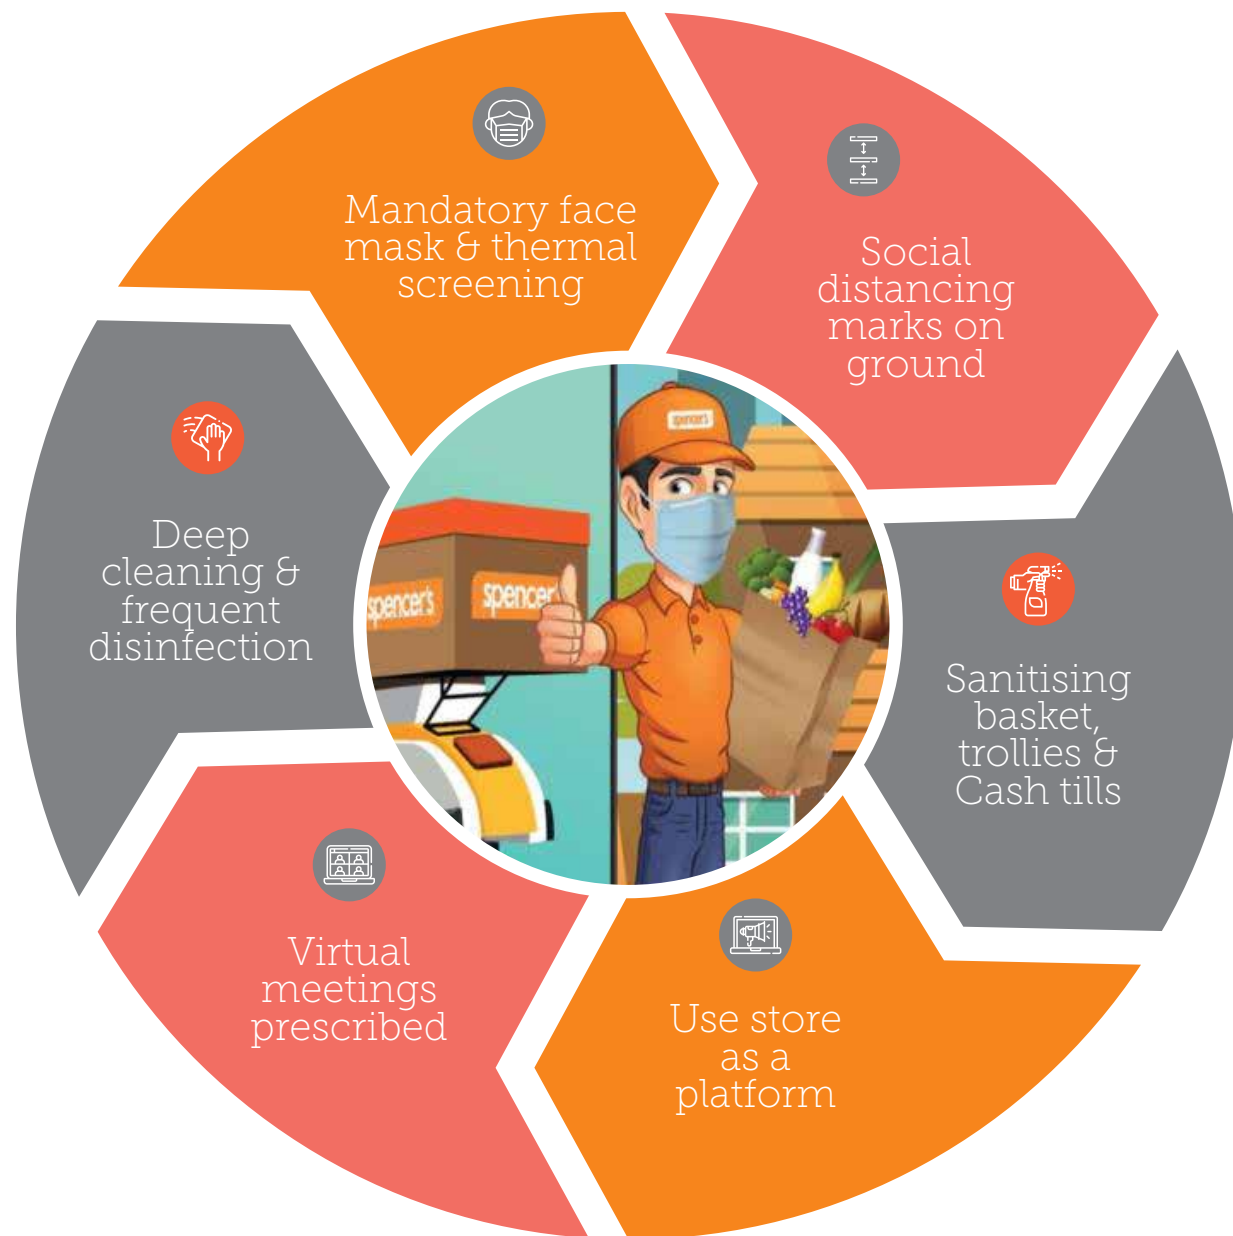 Mandatory face
mask & thermal
screening
Social
distancing
marks on
ground
Sanitising
basket,
trollies &
Cash tills
Use store
as a
platform
Virtual
meetings
prescribed
Deep
cleaning &
frequent
disinfection
spencer's
spencer's
spencer's